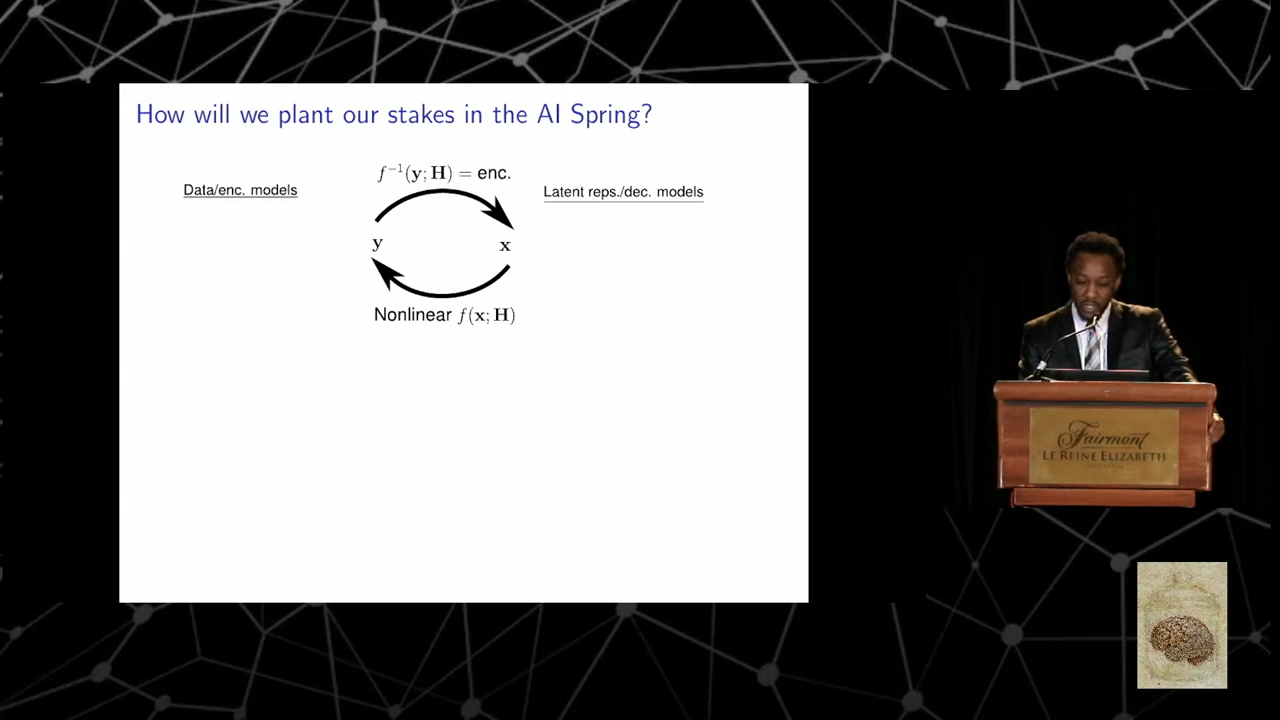 How will we plant our stakes in the AI Spring?
f⁻¹(y; H) = enc.
Data/enc. models
Latent reps./dec. models
y
x
Nonlinear f(x; H)
Fairmont
LE REINE ELIZABETH